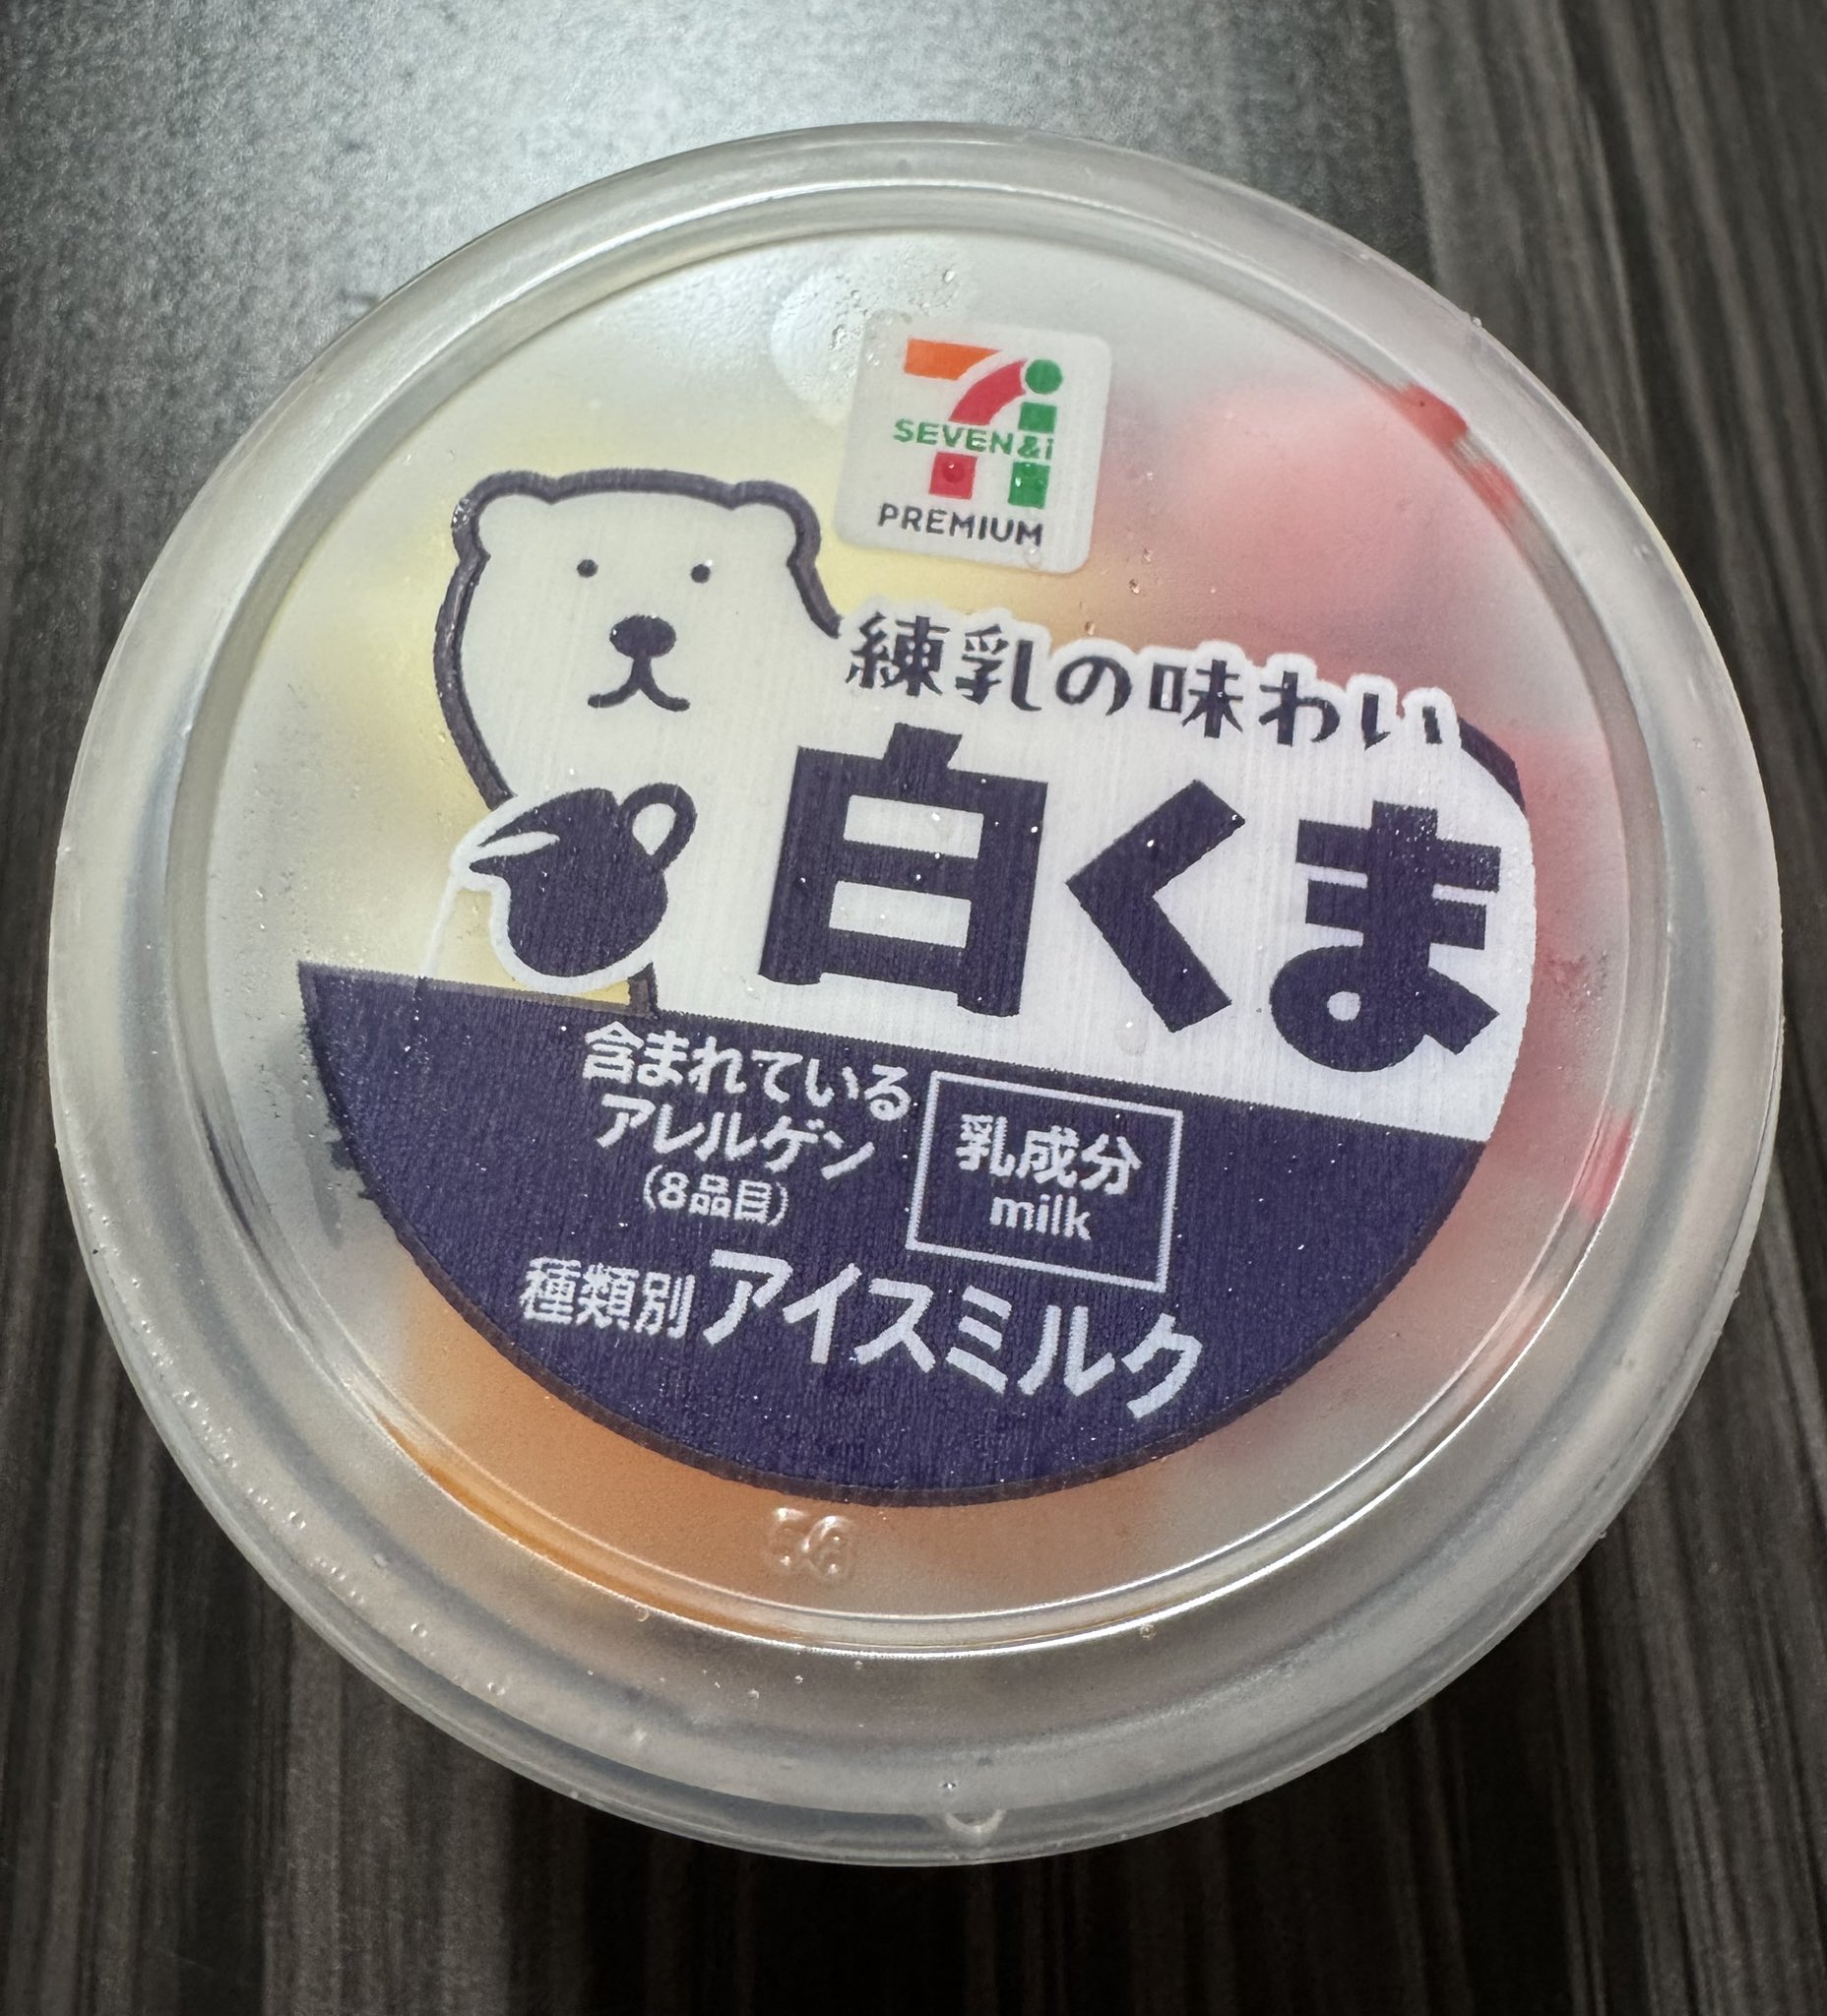 SEVEN&i
PREMIUM
練乳の味わい
白くま
含まれている
アレルゲン
(8品目)
乳成分
milk
種類別 アイスミルク